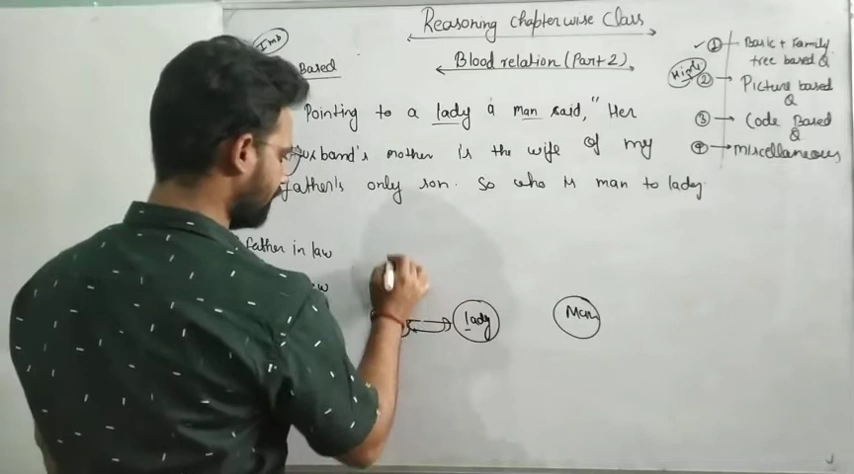 Reasoning chapterwise Class
Imp
Based
Blood relation (Part-2)
① Basic + Family
tree based Q
High
② → Picture based
Q
③ → Code Based
Q
④ → miscellaneous
Pointing to a lady a man said, "Her
husband's mother is the wife of my
father's only son. So who is man to lady.
father in law
lady
Man